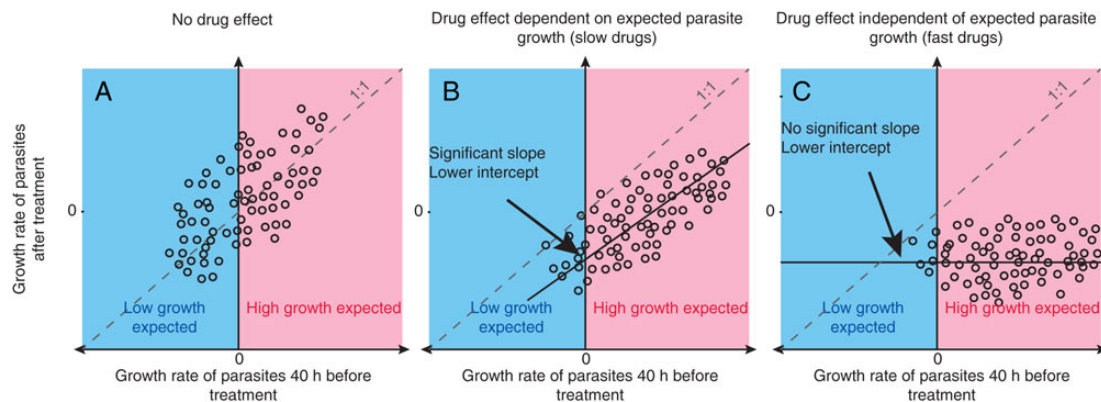 No drug effect
Drug effect dependent on expected parasite
growth (slow drugs)
Drug effect independent of expected parasite
growth (fast drugs)
Growth rate of parasites
after treatment
A
1:1
0
Low growth
expected
High growth expected
0
Growth rate of parasites 40 h before
treatment
B
1:1
Significant slope
Lower intercept
0
Low growth
expected
High growth expected
0
Growth rate of parasites 40 h before
treatment
C
1:1
No significant slope
Lower intercept
0
Low growth
expected
High growth expected
0
Growth rate of parasites 40 h before
treatment